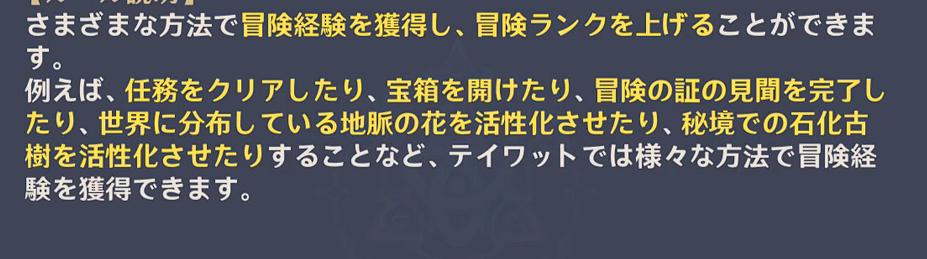 さまざまな方法で冒険経験を獲得し、冒険ランクを上げることができま
す。
例えば、任務をクリアしたり、宝箱を開けたり、冒険の証の見聞を完了し
たり、世界に分布している地脈の花を活性化させたり、秘境での石化古
樹を活性化させたりすることなど、テイワットでは様々な方法で冒険経
験を獲得できます。